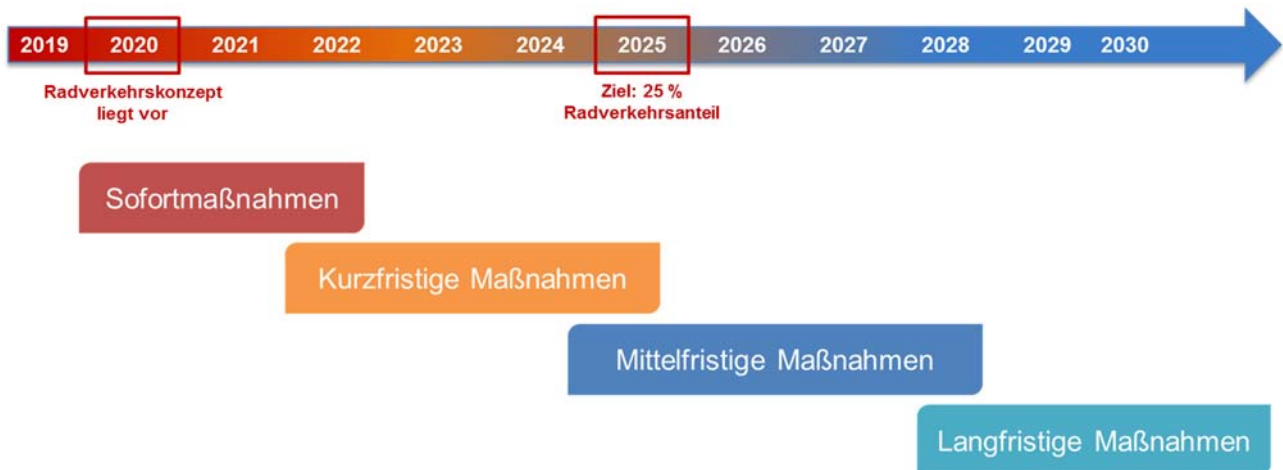 2019 2020 2021 2022 2023 2024 2025 2026 2027 2028 2029 2030
Radverkehrskonzept
liegt vor
Ziel: 25 %
Radverkehrsanteil
Sofortmaßnahmen
Kurzfristige Maßnahmen
Mittelfristige Maßnahmen
Langfristige Maßnahmen